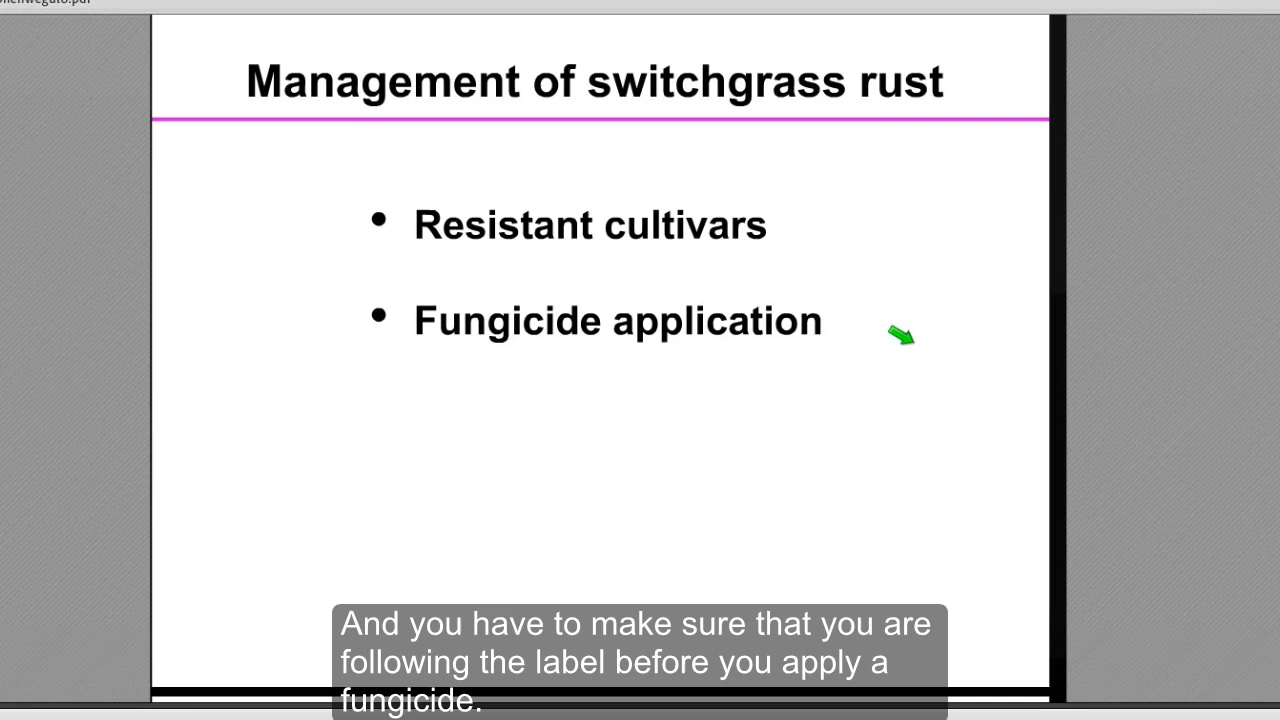 Management of switchgrass rust
• Resistant cultivars
• Fungicide application
And you have to make sure that you are
following the label before you apply a
fungicide.